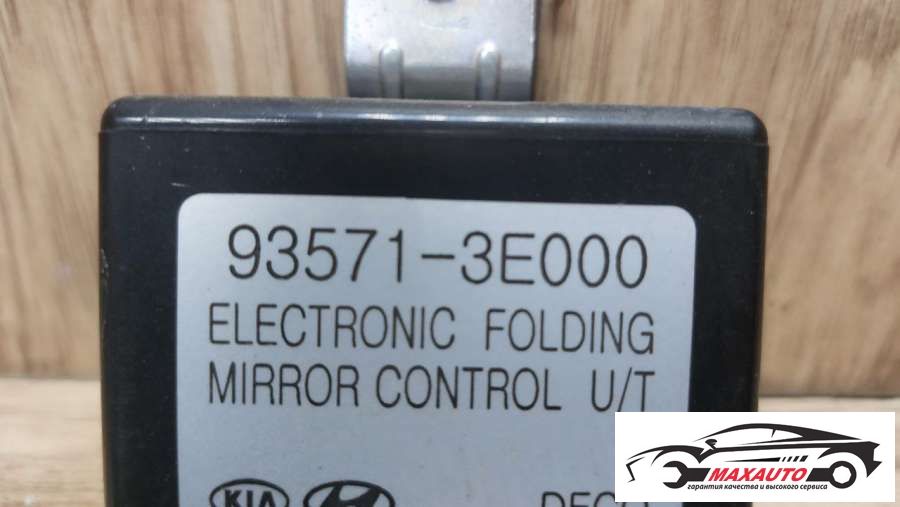 93571-3E000
ELECTRONIC FOLDING
MIRROR CONTROL U/T
KIA
MAXAUTO
гарантия качества и высокого сервиса